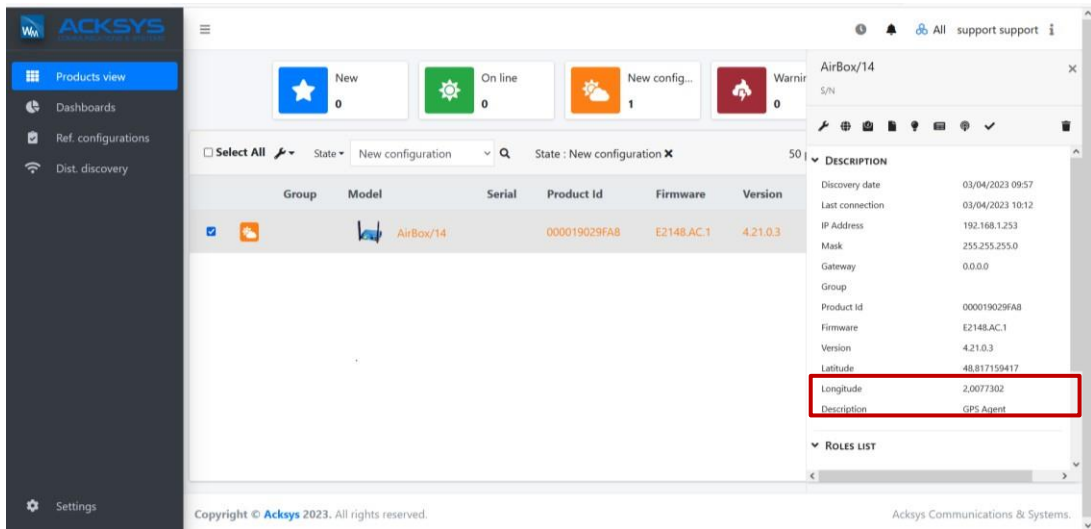 WM ACKSYS
COMMUNICATIONS & SYSTEMS
All support support i
Products view
Dashboards
Ref. configurations
Dist. discovery
Settings
New
0
On line
0
New config...
1
Warnir
0
Select All State New configuration State : New configuration 50
Group Model Serial Product Id Firmware Version
AirBox/14 000019029FA8 E2148.AC.1 4.21.0.3
AirBox/14
S/N
DESCRIPTION
Discovery date 03/04/2023 09:57
Last connection 03/04/2023 10:12
IP Address 192.168.1.253
Mask 255.255.255.0
Gateway 0.0.0.0
Group
Product Id 000019029FA8
Firmware E2148.AC.1
Version 4.21.0.3
Latitude 48,817159417
Longitude 2,0077302
Description GPS Agent
ROLES LIST
Copyright © Acksys 2023. All rights reserved.
Acksys Communications & Systems.